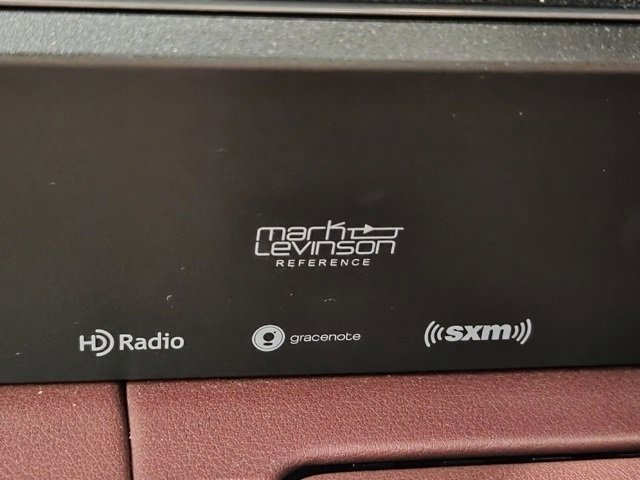 mark
Levinson
REFERENCE
HD Radio
gracenote
sxm